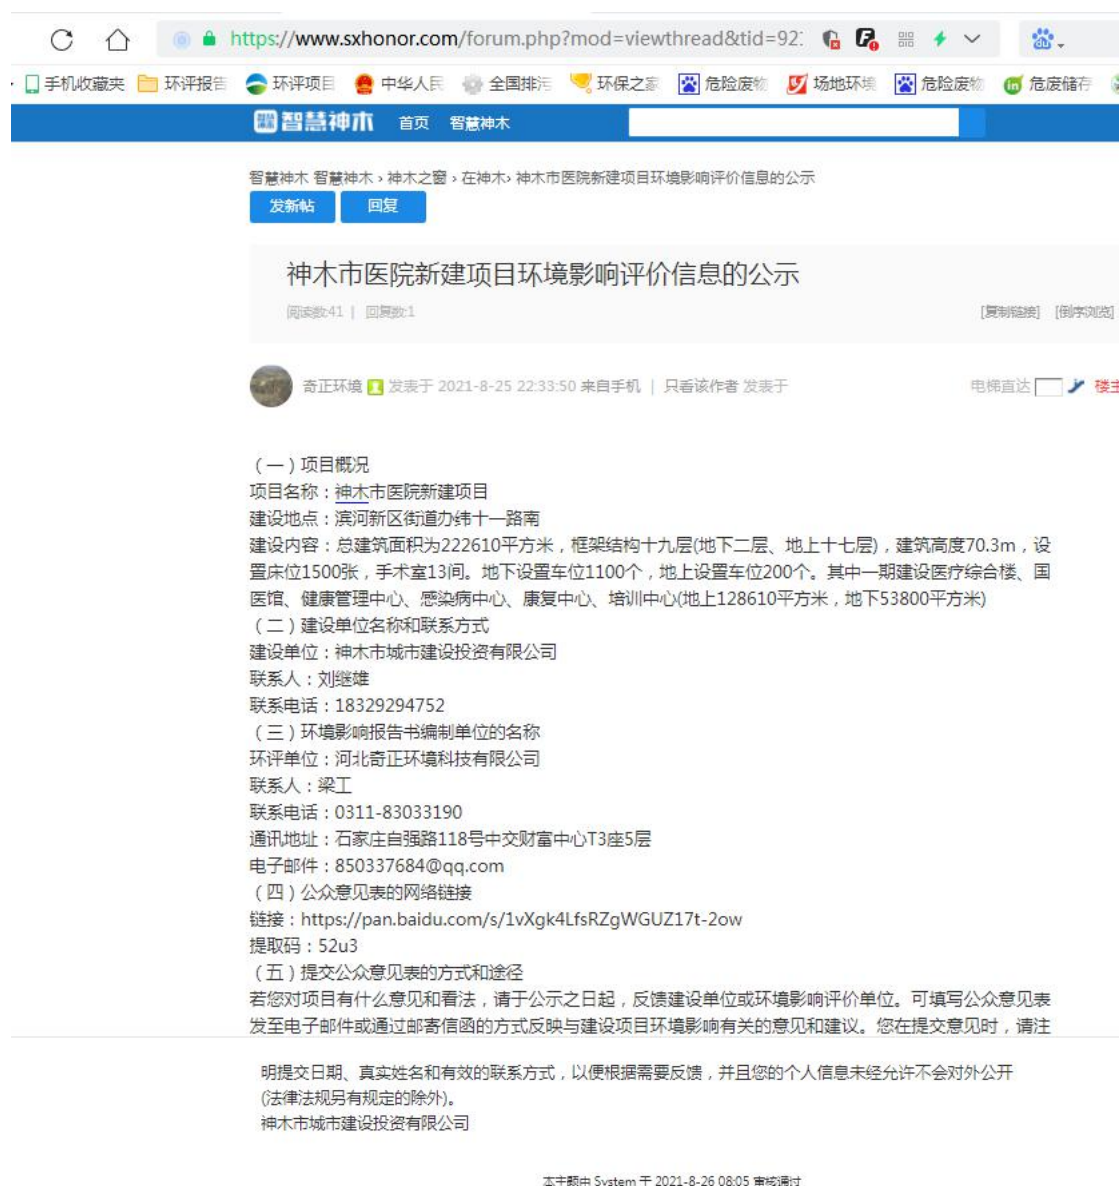 https://www.sxhonor.com/forum.php?mod=viewthread&tid=92
手机收藏夹 环评报告 环评项目 中华人民 全国排污 环保之家 危险废物 场地环境 危险废物 危废储存
智慧神木 首页 智慧神木
智慧神木 智慧神木 › 神木之窗 › 在神木 › 神木市医院新建项目环境影响评价信息的公示
发新帖 回复
神木市医院新建项目环境影响评价信息的公示
阅读数:41 | 回复数:1 [复制链接] [倒序浏览]
奇正环境 发表于 2021-8-25 22:33:50 来自手机 | 只看该作者 发表于 电梯直达 楼主
（一）项目概况
项目名称：神木市医院新建项目
建设地点：滨河新区街道办纬十一路南
建设内容：总建筑面积为222610平方米，框架结构十九层(地下二层、地上十七层)，建筑高度70.3m，设
置床位1500张，手术室13间。地下设置车位1100个，地上设置车位200个。其中一期建设医疗综合楼、国
医馆、健康管理中心、感染病中心、康复中心、培训中心(地上128610平方米，地下53800平方米)
（二）建设单位名称和联系方式
建设单位：神木市城市建设投资有限公司
联系人：刘继雄
联系电话：18329294752
（三）环境影响报告书编制单位的名称
环评单位：河北奇正环境科技有限公司
联系人：梁工
联系电话：0311-83033190
通讯地址：石家庄自强路118号中交财富中心T3座5层
电子邮件：850337684@qq.com
（四）公众意见表的网络链接
链接：https://pan.baidu.com/s/1vXgk4LfsRZgWGUZ17t-2ow
提取码：52u3
（五）提交公众意见表的方式和途径
若您对项目有什么意见和看法，请于公示之日起，反馈建设单位或环境影响评价单位。可填写公众意见表
发至电子邮件或通过邮寄信函的方式反映与建设项目环境影响有关的意见和建议。您在提交意见时，请注
明提交日期、真实姓名和有效的联系方式，以便根据需要反馈，并且您的个人信息未经允许不会对外公开
(法律法规另有规定的除外)。
神木市城市建设投资有限公司
本主题由 System 于 2021-8-26 08:05 审核通过